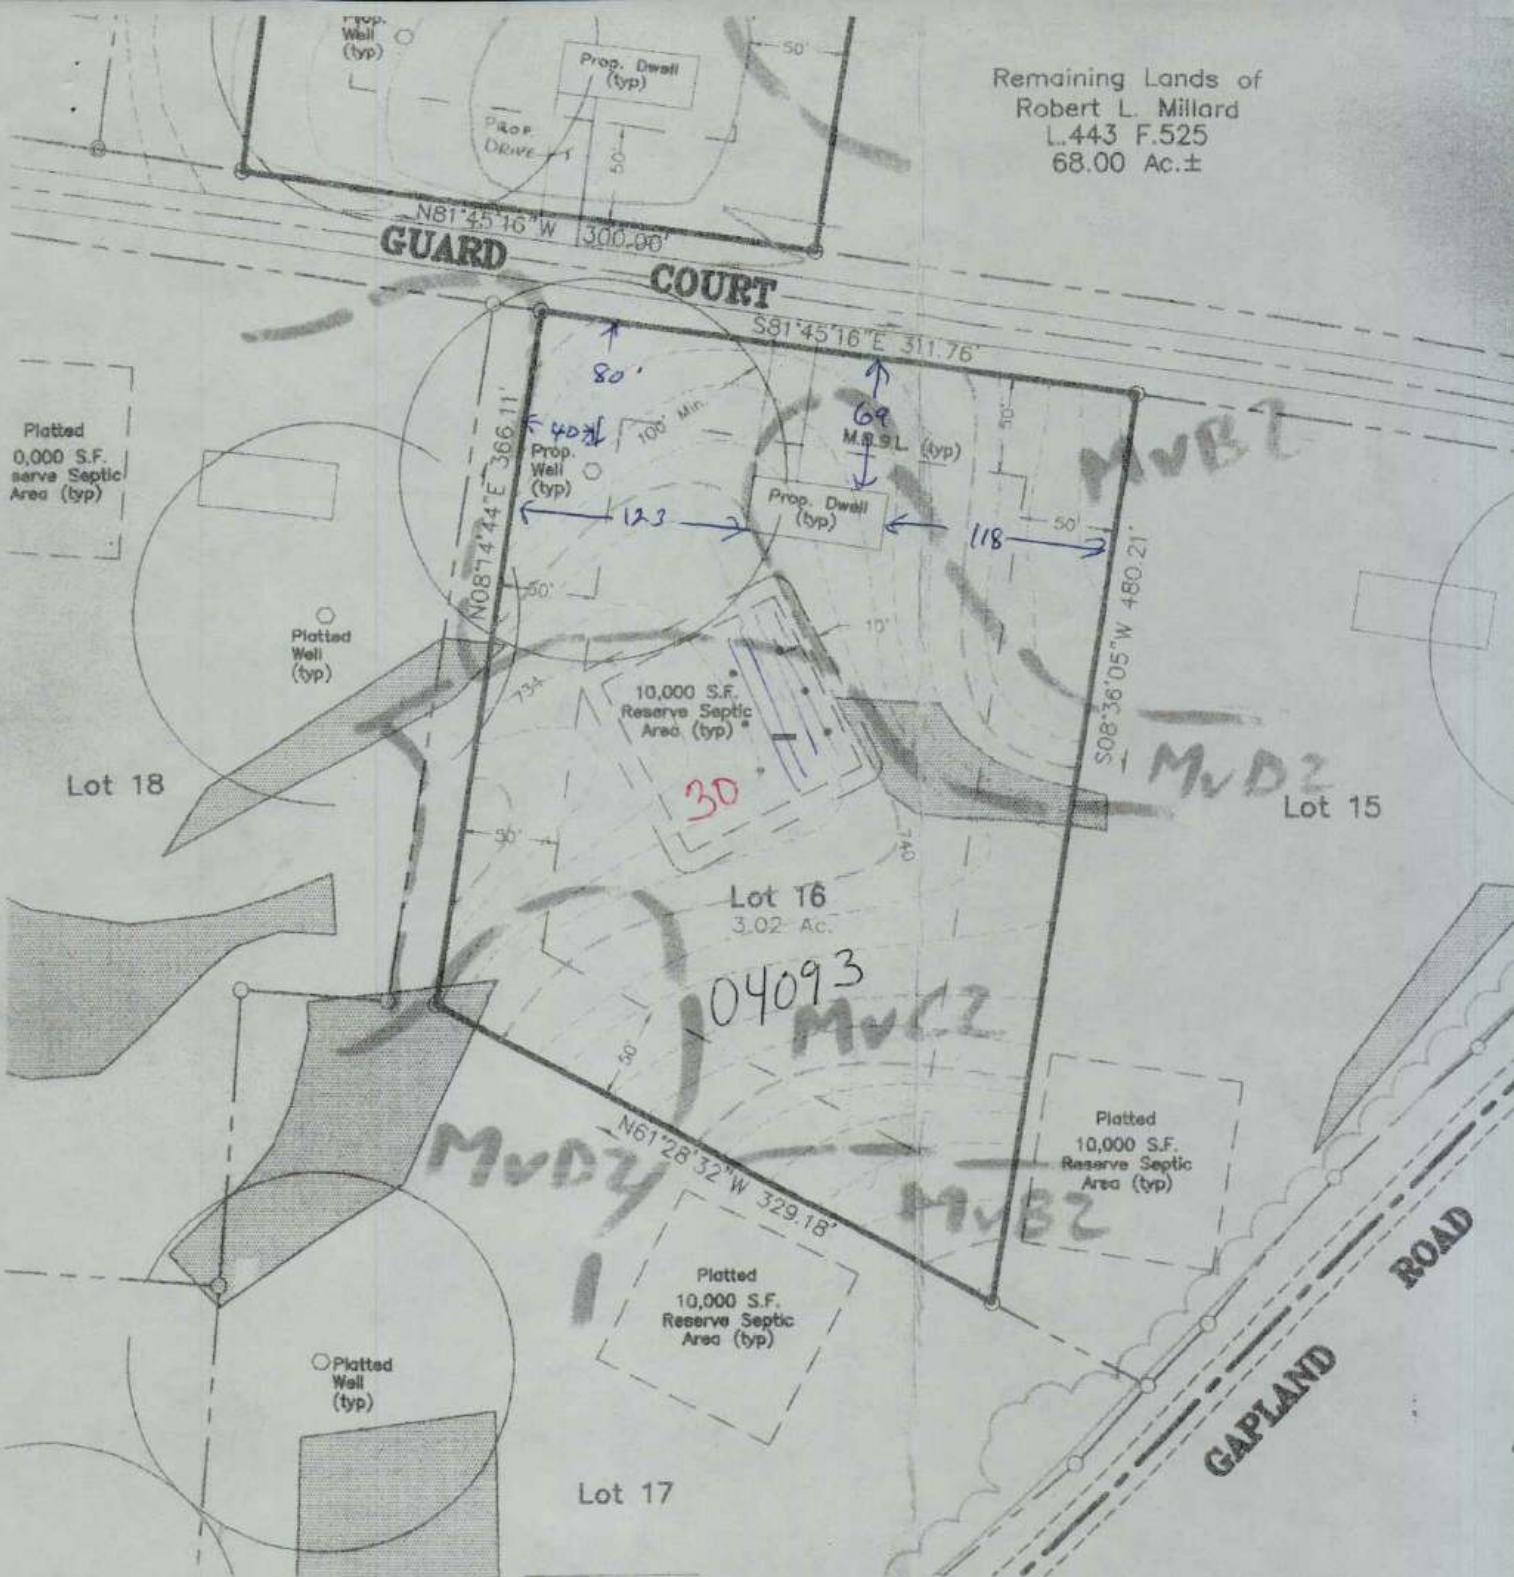 Prop.
Well
(typ)
Prop. Dwell
(typ)
50'
PROP
DRIVE
50'
Remaining Lands of
Robert L. Millard
L.443 F.525
68.00 Ac.±
N81°45'16"W 300.00'
GUARD COURT
S81°45'16"E 311.76'
80'
69
50'
100' Min.
40
M.B.S.L. (typ)
MvB2
Platted
0,000 S.F.
serve Septic
Area (typ)
Prop.
Well
(typ)
Prop. Dwell
(typ)
123
118
50'
N08°14'44"E 366.11'
S08°36'05"W 480.21'
50'
10'
Platted
Well
(typ)
734
10,000 S.F.
Reserve Septic
Area (typ)
30
MvD2
Lot 18
Lot 15
50'
740
Lot 16
3.02 Ac.
04093
MvC2
50'
N61°28'32"W 329.18'
MvD2
MvB2
Platted
10,000 S.F.
Reserve Septic
Area (typ)
Platted
10,000 S.F.
Reserve Septic
Area (typ)
Platted
Well
(typ)
GAPLAND ROAD
Lot 17